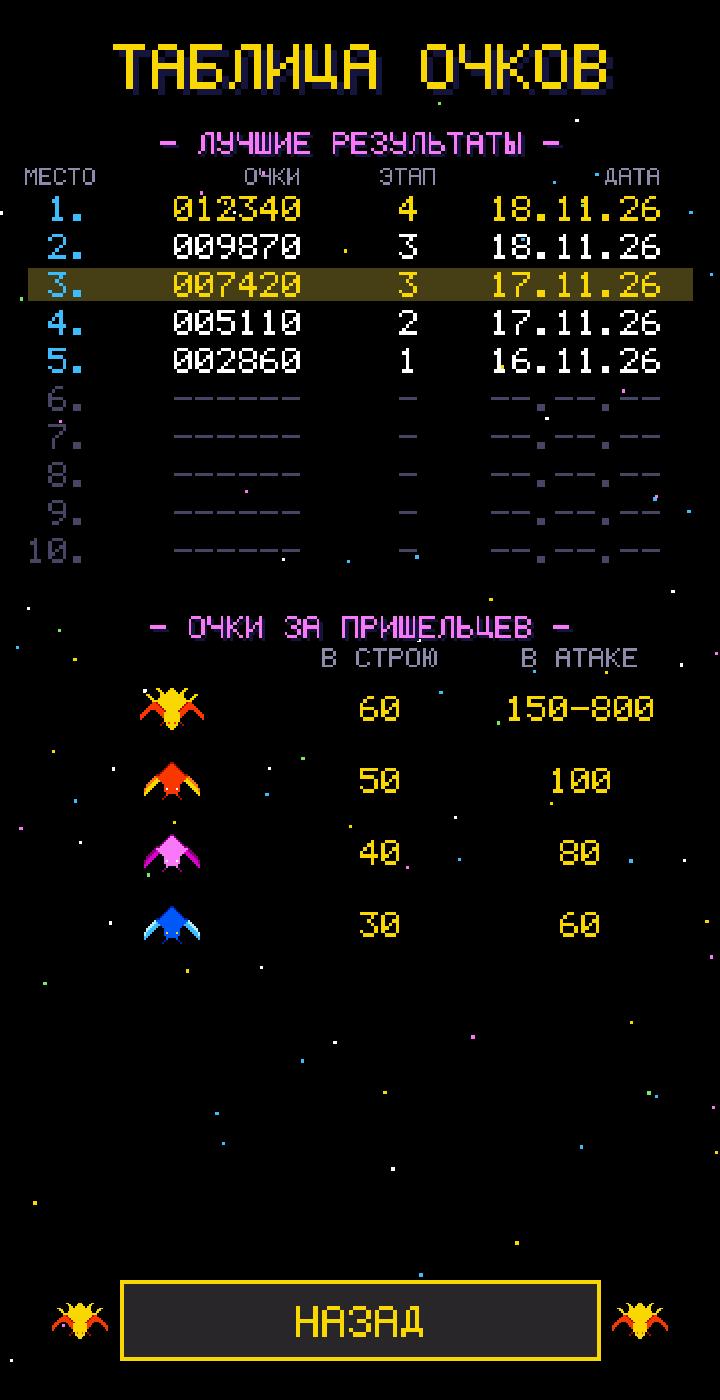 ТАБЛИЦА ОЧКОВ
– ЛУЧШИЕ РЕЗУЛЬТАТЫ –
МЕСТО ОЧКИ ЭТАП ДАТА
1. 012340 4 18.11.26
2. 009870 3 18.11.26
3. 007420 3 17.11.26
4. 005110 2 17.11.26
5. 002860 1 16.11.26
6. ------ - --.--.--
7. ------ - --.--.--
8. ------ - --.--.--
9. ------ - --.--.--
10. ------ - --.--.--
– ОЧКИ ЗА ПРИШЕЛЬЦЕВ –
В СТРОЮ В АТАКЕ
60 150-800
50 100
40 80
30 60
НАЗАД